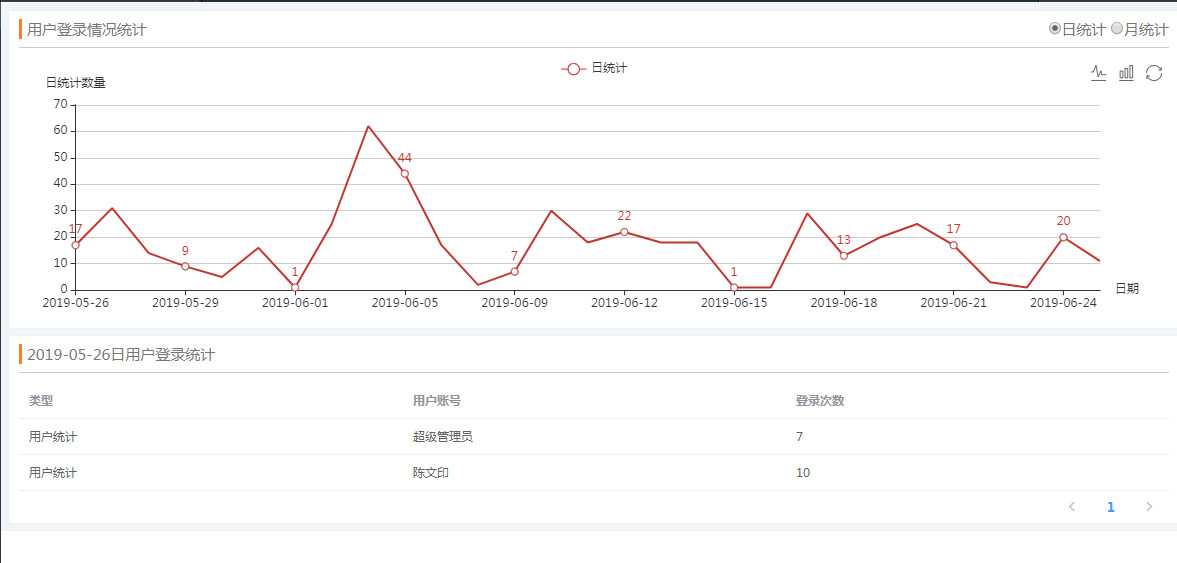 用户登录情况统计
日统计 月统计
日统计
日统计数量
70
60
50
40
30
20
10
0
17
9
1
44
7
22
1
13
17
20
2019-05-26 2019-05-29 2019-06-01 2019-06-05 2019-06-09 2019-06-12 2019-06-15 2019-06-18 2019-06-21 2019-06-24
日期
2019-05-26日用户登录统计
类型 用户账号 登录次数
用户统计 超级管理员 7
用户统计 陈文印 10
1